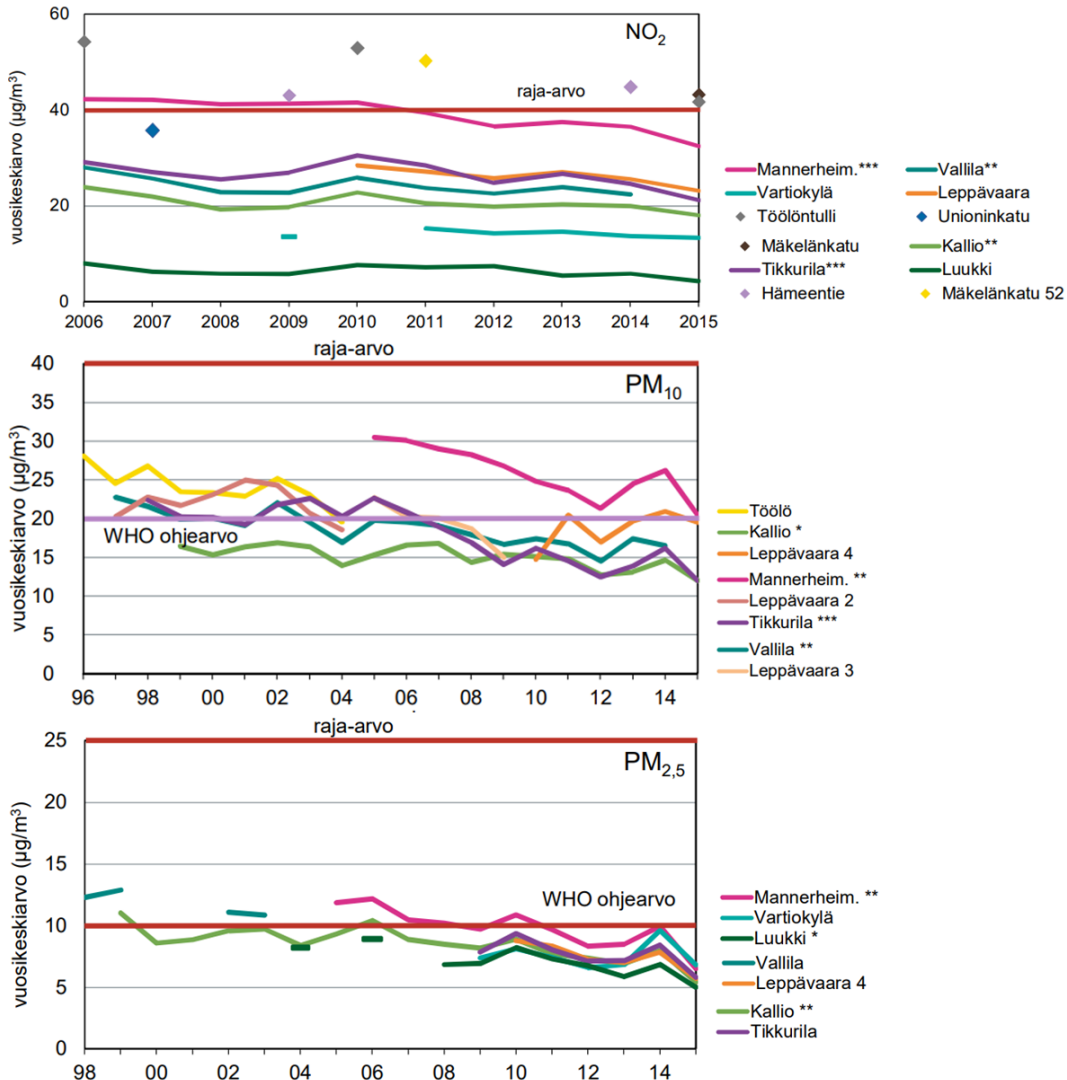 NO2
vuosikeskiarvo (µg/m³)
60
40
20
0
raja-arvo
2006 2007 2008 2009 2010 2011 2012 2013 2014 2015
Mannerheim.*** Vallila**
Vartiokylä Leppävaara
Töölöntulli Unioninkatu
Mäkelänkatu Kallio**
Tikkurila*** Luukki
Hämeentie Mäkelänkatu 52
raja-arvo
PM10
vuosikeskiarvo (µg/m³)
40
35
30
25
20
15
10
5
0
WHO ohjearvo
96 98 00 02 04 06 08 10 12 14
Töölö
Kallio *
Leppävaara 4
Mannerheim. **
Leppävaara 2
Tikkurila ***
Vallila **
Leppävaara 3
raja-arvo
PM2,5
vuosikeskiarvo (µg/m³)
25
20
15
10
5
0
WHO ohjearvo
98 00 02 04 06 08 10 12 14
Mannerheim. **
Vartiokylä
Luukki *
Vallila
Leppävaara 4
Kallio **
Tikkurila